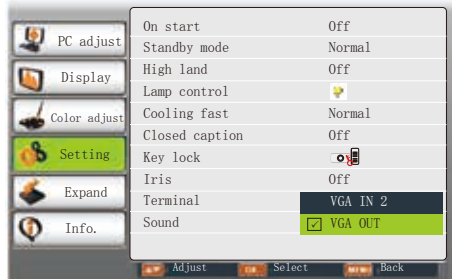 PC adjust
Display
Color adjust
Setting
Expand
Info.
On start Off
Standby mode Normal
High land Off
Lamp control
Cooling fast Normal
Closed caption Off
Key lock
Iris Off
Terminal VGA IN 2
Sound VGA OUT
Adjust OK Select MENU Back